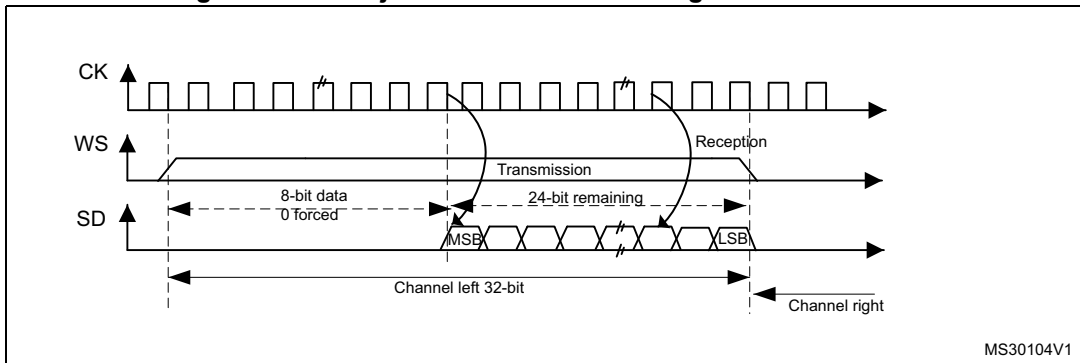 CK
WS
Reception
Transmission
8-bit data
0 forced
24-bit remaining
SD
MSB
LSB
Channel left 32-bit
Channel right
MS30104V1